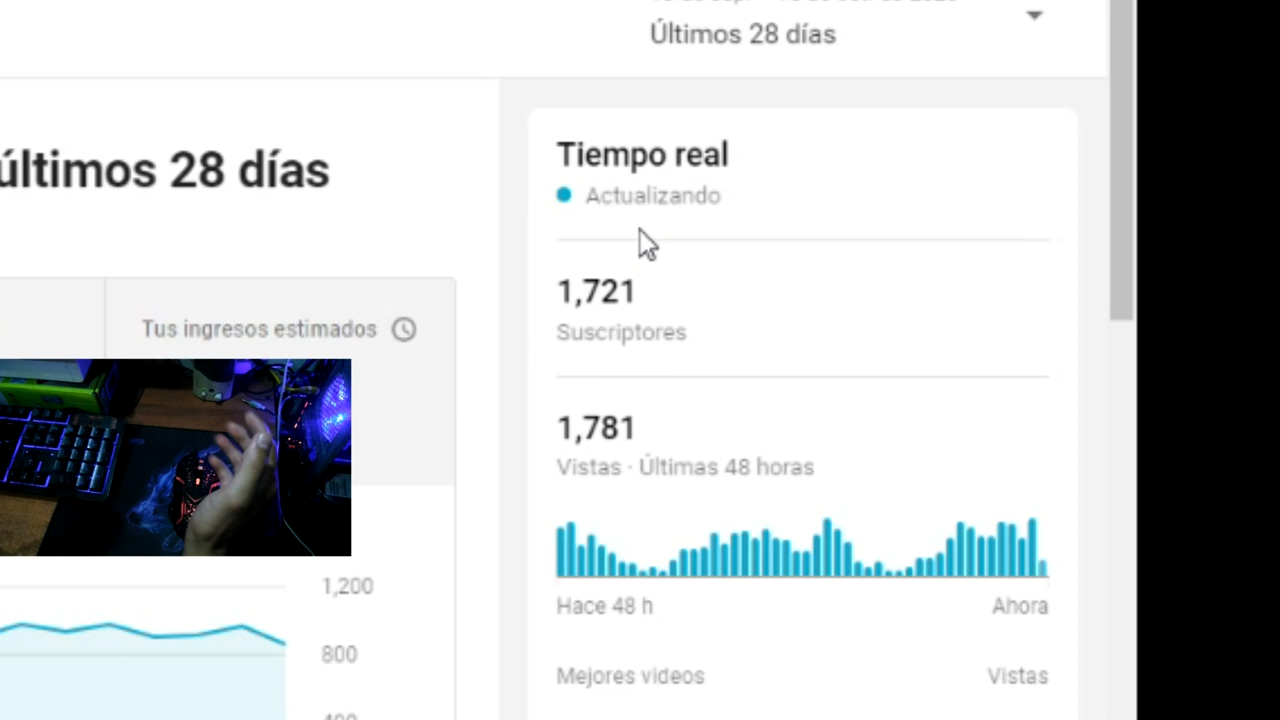 Últimos 28 días
últimos 28 días
Tiempo real
Actualizando
1,721
Suscriptores
Tus ingresos estimados
1,781
Vistas · Últimas 48 horas
Hace 48 h
Ahora
1,200
800
Mejores videos
Vistas